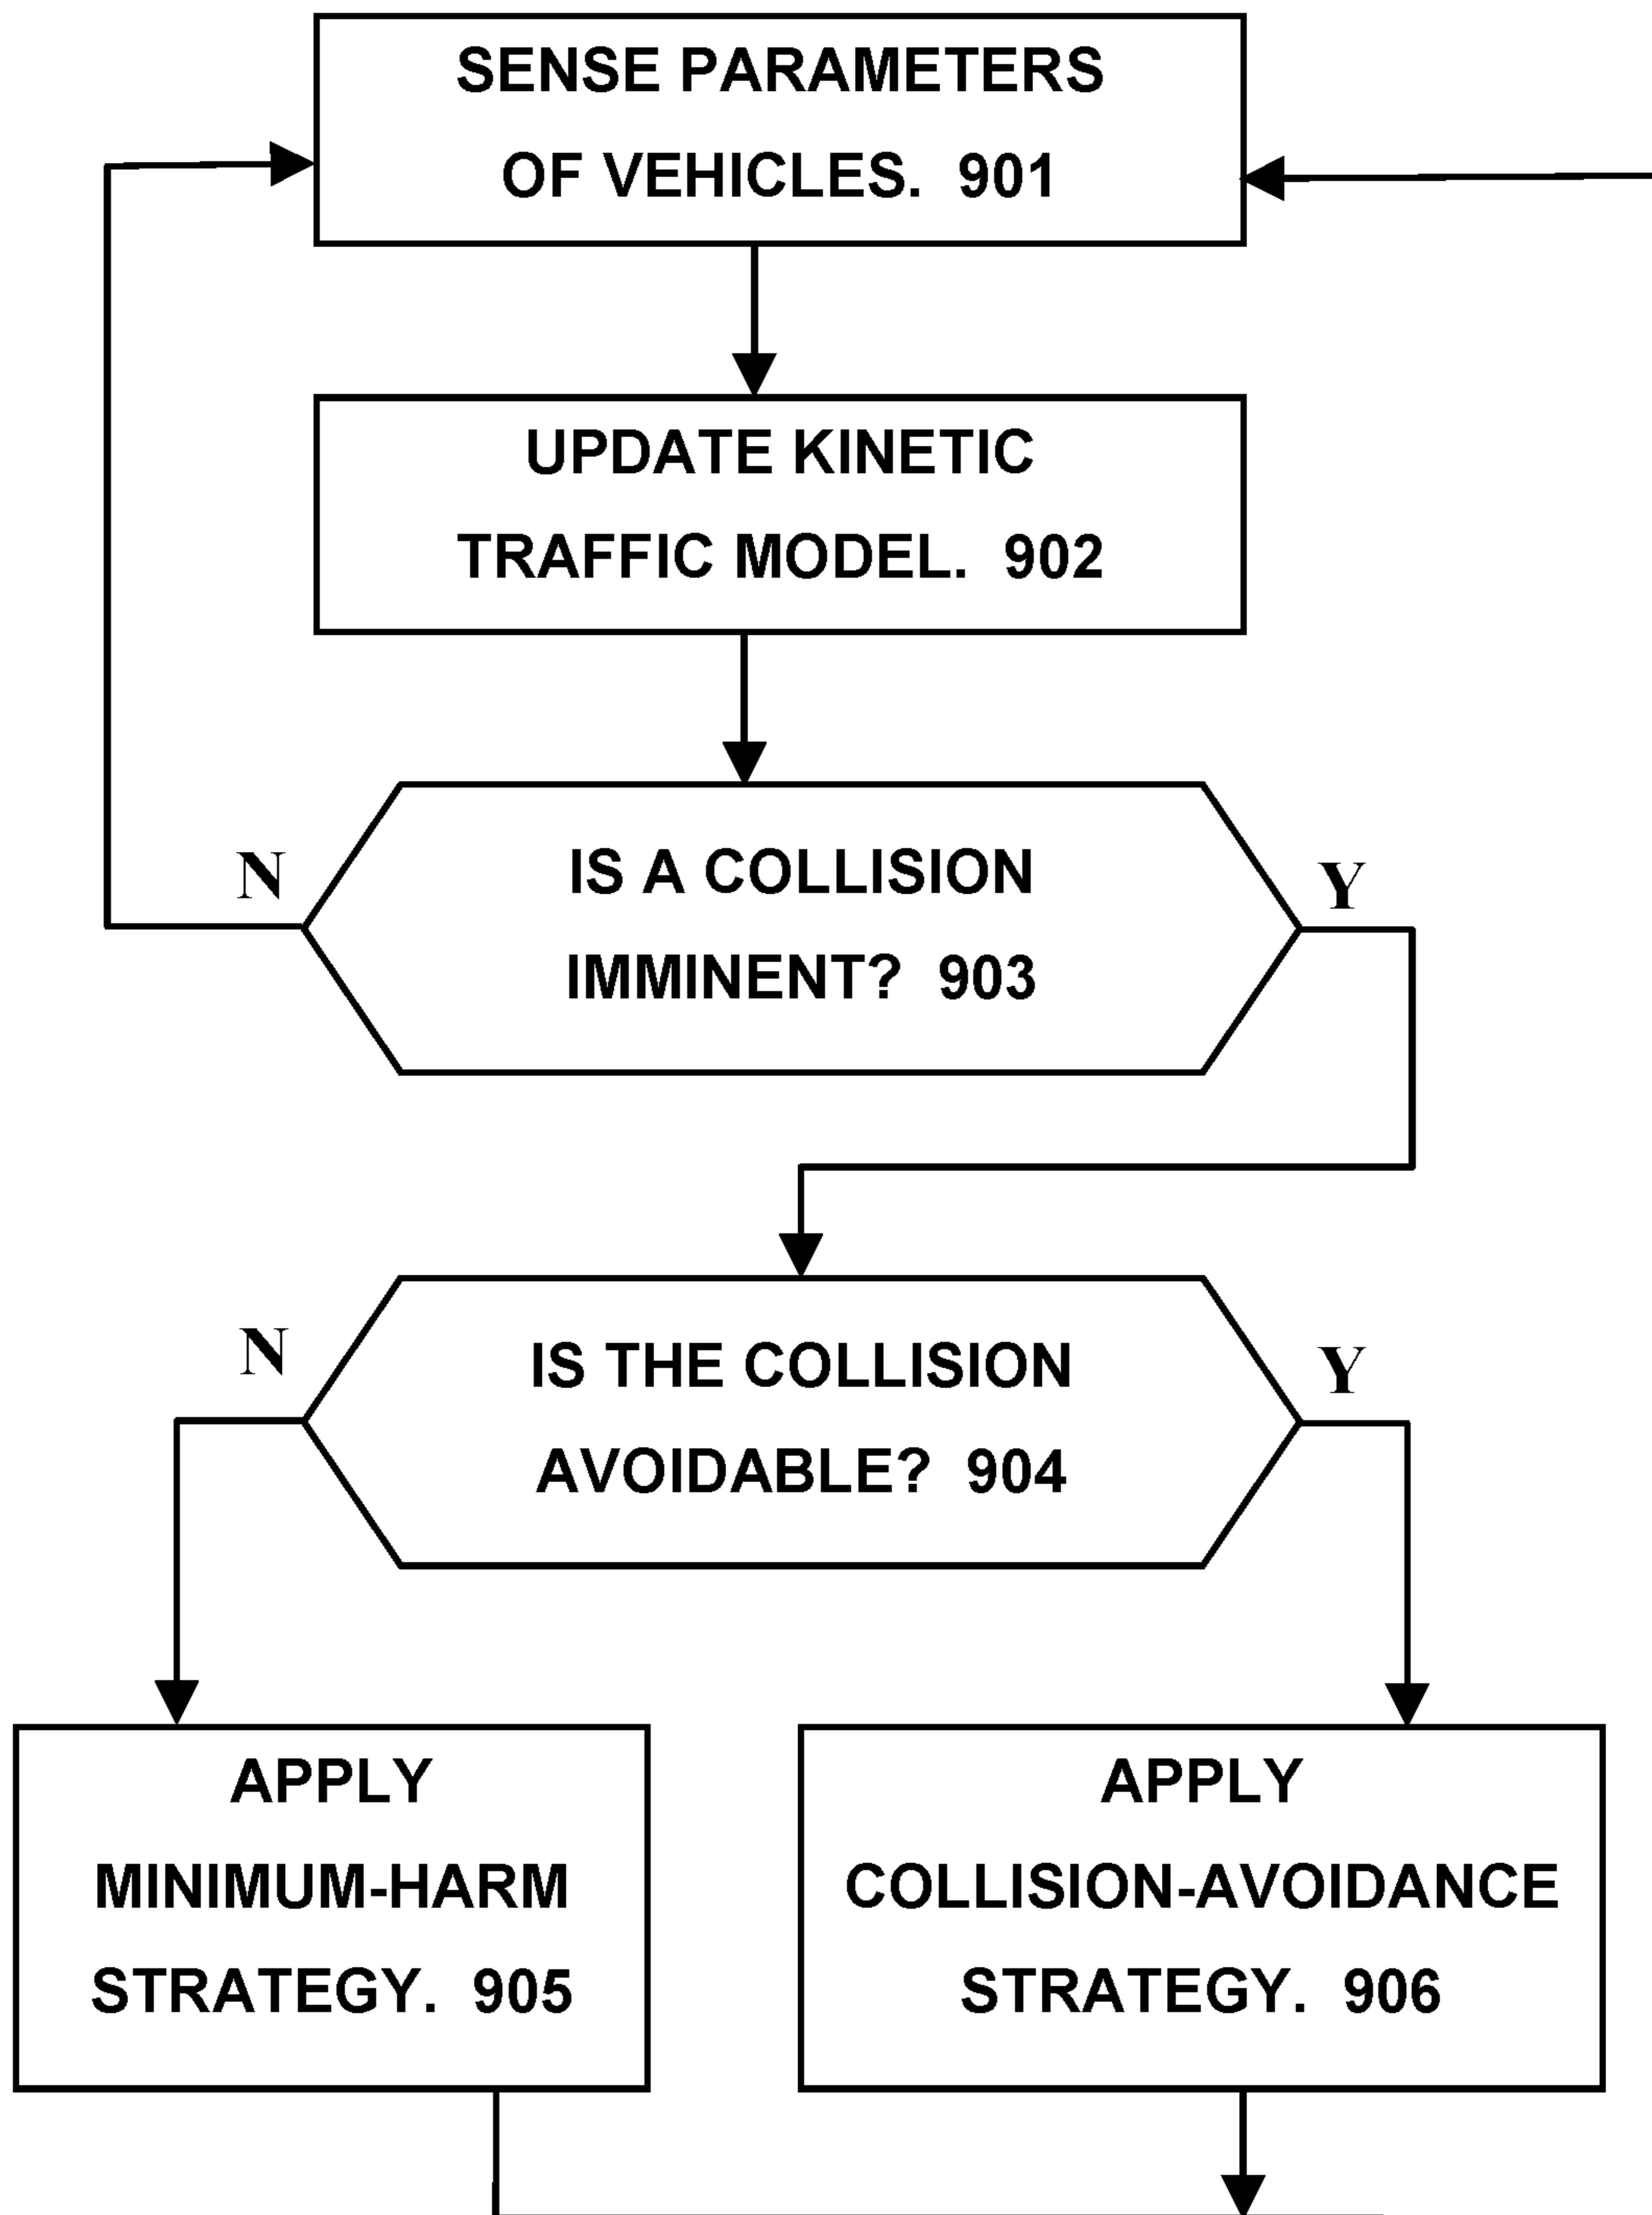 SENSE PARAMETERS
OF VEHICLES. 901
UPDATE KINETIC
TRAFFIC MODEL. 902
N
IS A COLLISION
IMMINENT? 903
Y
N
IS THE COLLISION
AVOIDABLE? 904
Y
APPLY
MINIMUM-HARM
STRATEGY. 905
APPLY
COLLISION-AVOIDANCE
STRATEGY. 906